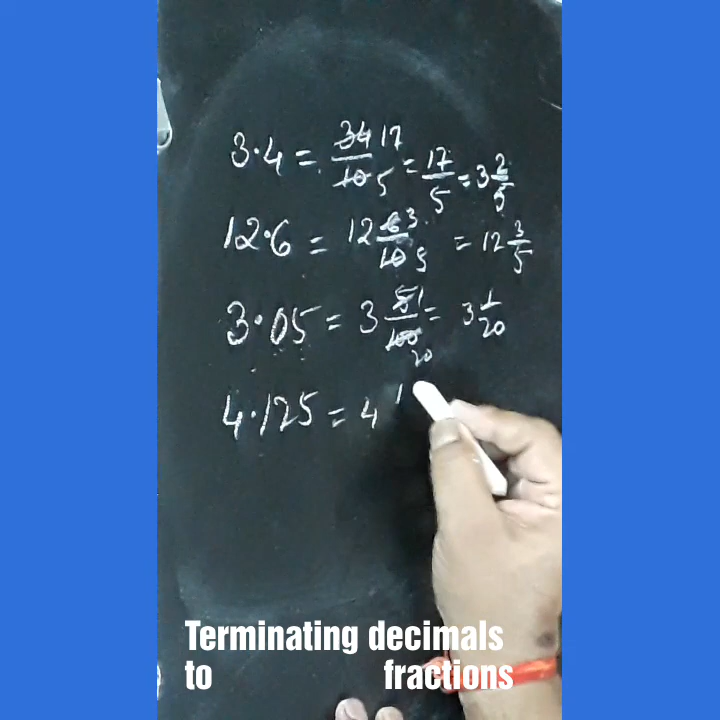 3.4 = 34/10 17/5 = 17/5 = 3 2/5
12.6 = 12 6/10 3/5 = 12 3/5
3.05 = 3 5/100 1/20 = 3 1/20
4.125 = 4 1
Terminating decimals
to fractions